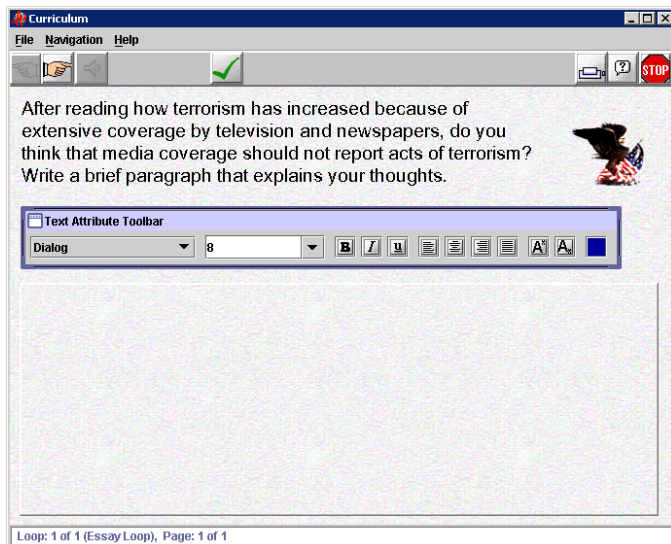 Curriculum
File Navigation Help
STOP
After reading how terrorism has increased because of
extensive coverage by television and newspapers, do you
think that media coverage should not report acts of terrorism?
Write a brief paragraph that explains your thoughts.
Text Attribute Toolbar
Dialog 8 B I u A A
Loop: 1 of 1 (Essay Loop), Page: 1 of 1